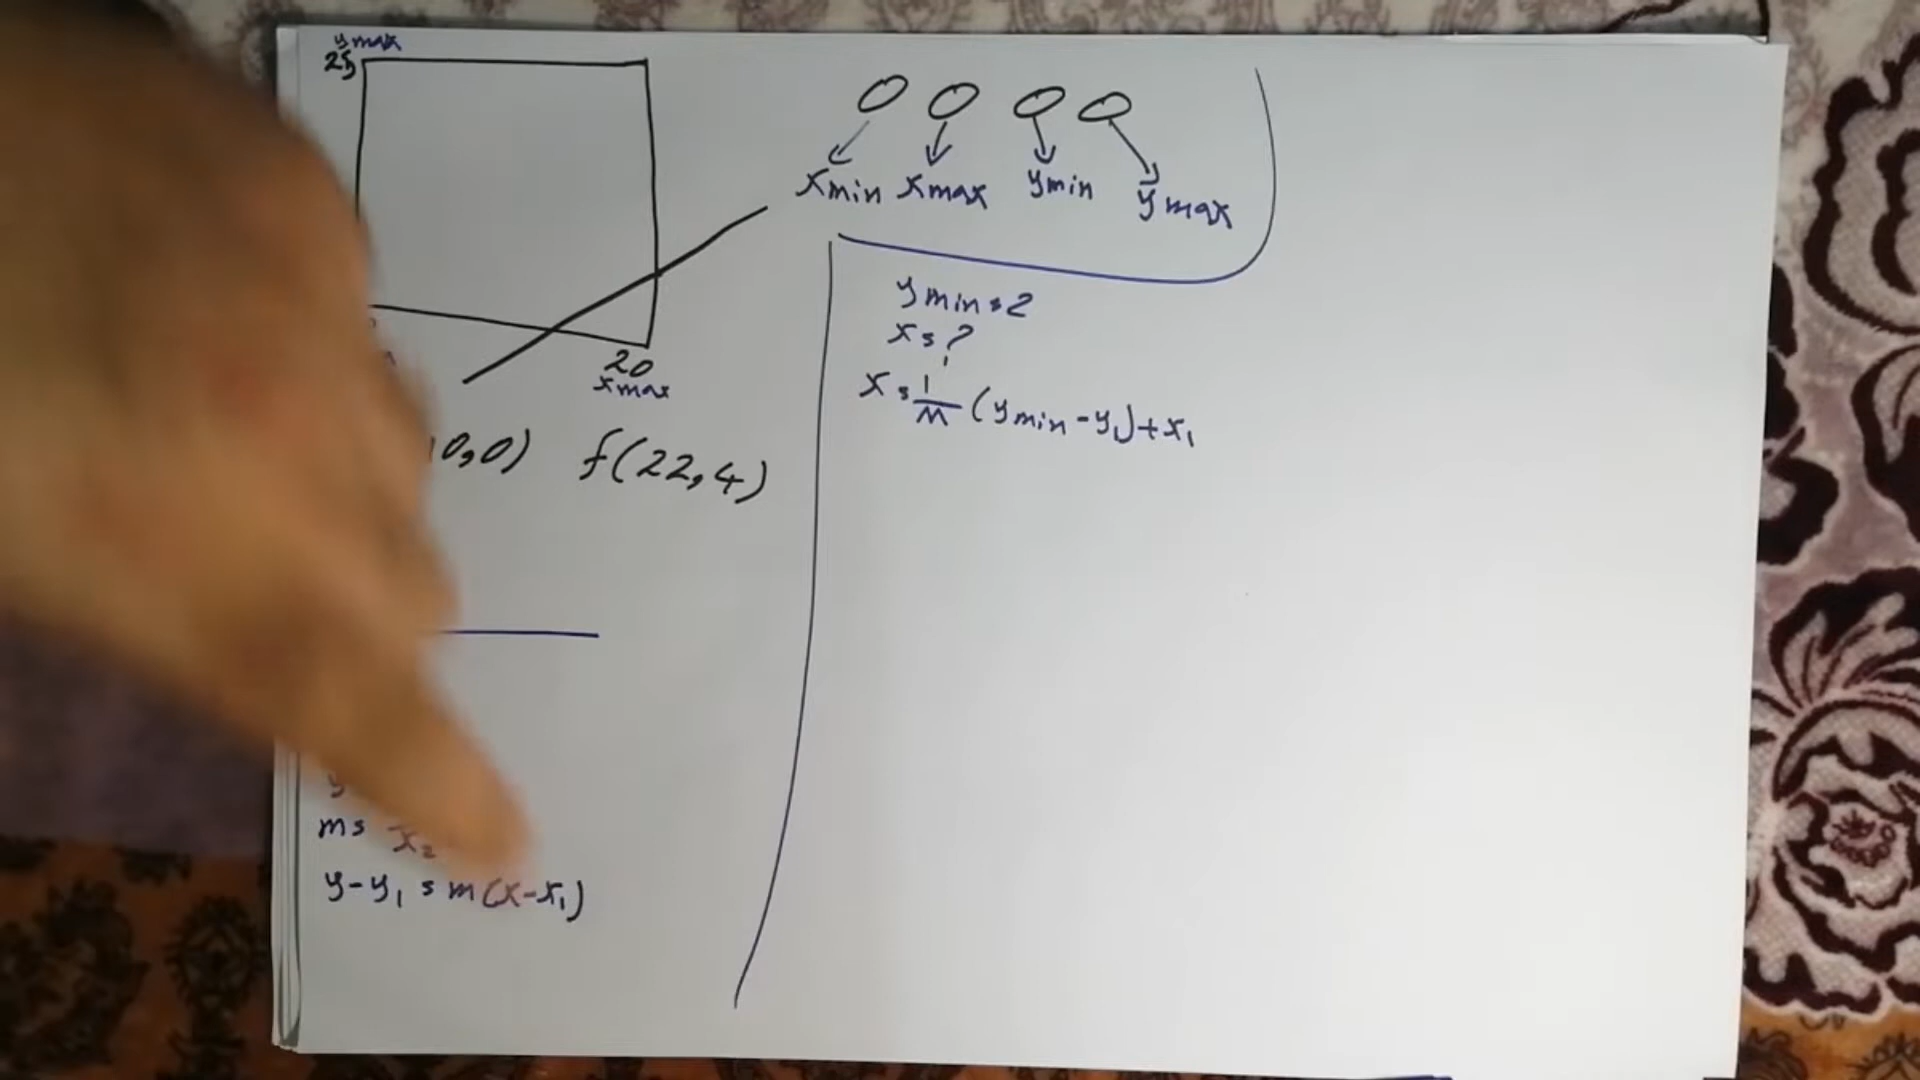 ymax
25
20
xmax
0,0) f(22,4)
xmin xmax ymin ymax
ymin = 2
x = ?
x = 1/m (ymin - y1) + x1
y
m = x2
y - y1 = m(x - x1)